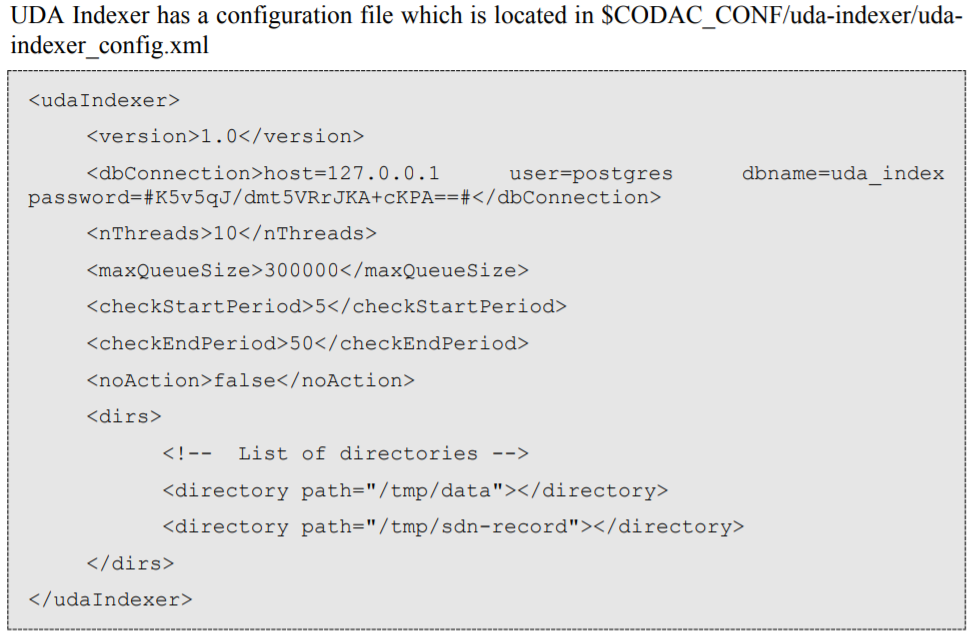 UDA Indexer has a configuration file which is located in $CODAC_CONF/uda-indexer/uda-
indexer_config.xml
<udaIndexer>
<version>1.0</version>
<dbConnection>host=127.0.0.1 user=postgres dbname=uda_index
password=#K5v5qJ/dmt5VRrJKA+cKPA==#</dbConnection>
<nThreads>10</nThreads>
<maxQueueSize>300000</maxQueueSize>
<checkStartPeriod>5</checkStartPeriod>
<checkEndPeriod>50</checkEndPeriod>
<noAction>false</noAction>
<dirs>
<!-- List of directories -->
<directory path="/tmp/data"></directory>
<directory path="/tmp/sdn-record"></directory>
</dirs>
</udaIndexer>